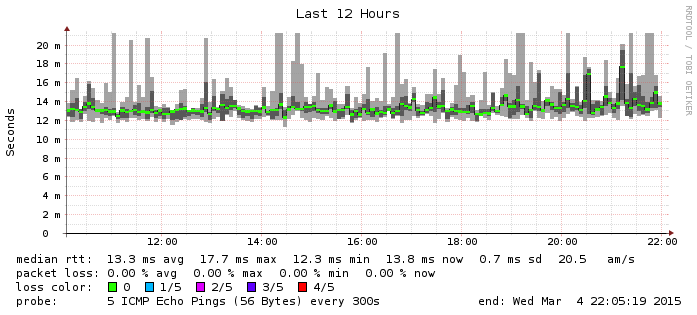 Last 12 Hours
RRDTOOL / TOBI OETIKER
Seconds
20 m
18 m
16 m
14 m
12 m
10 m
8 m
6 m
4 m
2 m
0
12:00 14:00 16:00 18:00 20:00 22:00
median rtt: 13.3 ms avg 17.7 ms max 12.3 ms min 13.8 ms now 0.7 ms sd 20.5 am/s
packet loss: 0.00 % avg 0.00 % max 0.00 % min 0.00 % now
loss color: 0 1/5 2/5 3/5 4/5
probe: 5 ICMP Echo Pings (56 Bytes) every 300s end: Wed Mar 4 22:05:19 2015